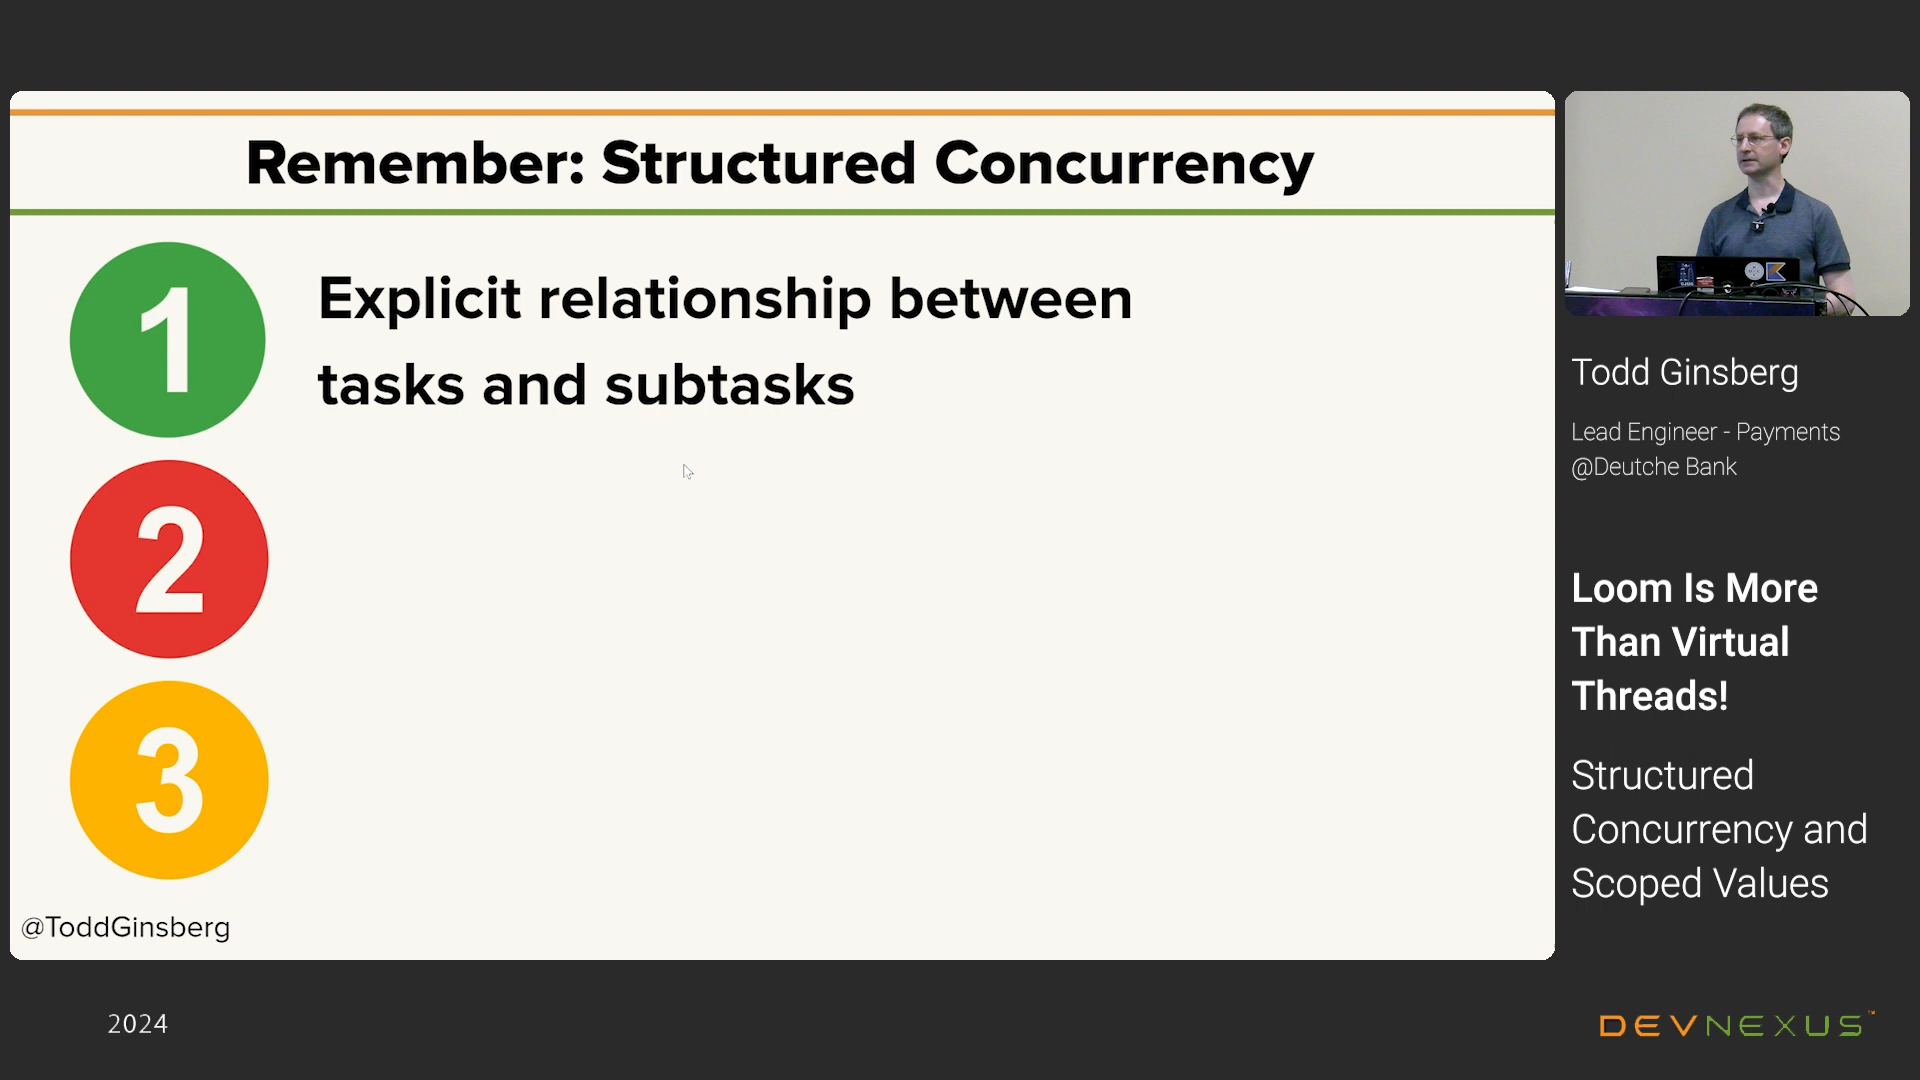 Remember: Structured Concurrency
1
Explicit relationship between
tasks and subtasks
2
3
@ToddGinsberg
Todd Ginsberg
Lead Engineer - Payments
@Deutche Bank
Loom Is More
Than Virtual
Threads!
Structured
Concurrency and
Scoped Values
2024
DEVNEXUS™